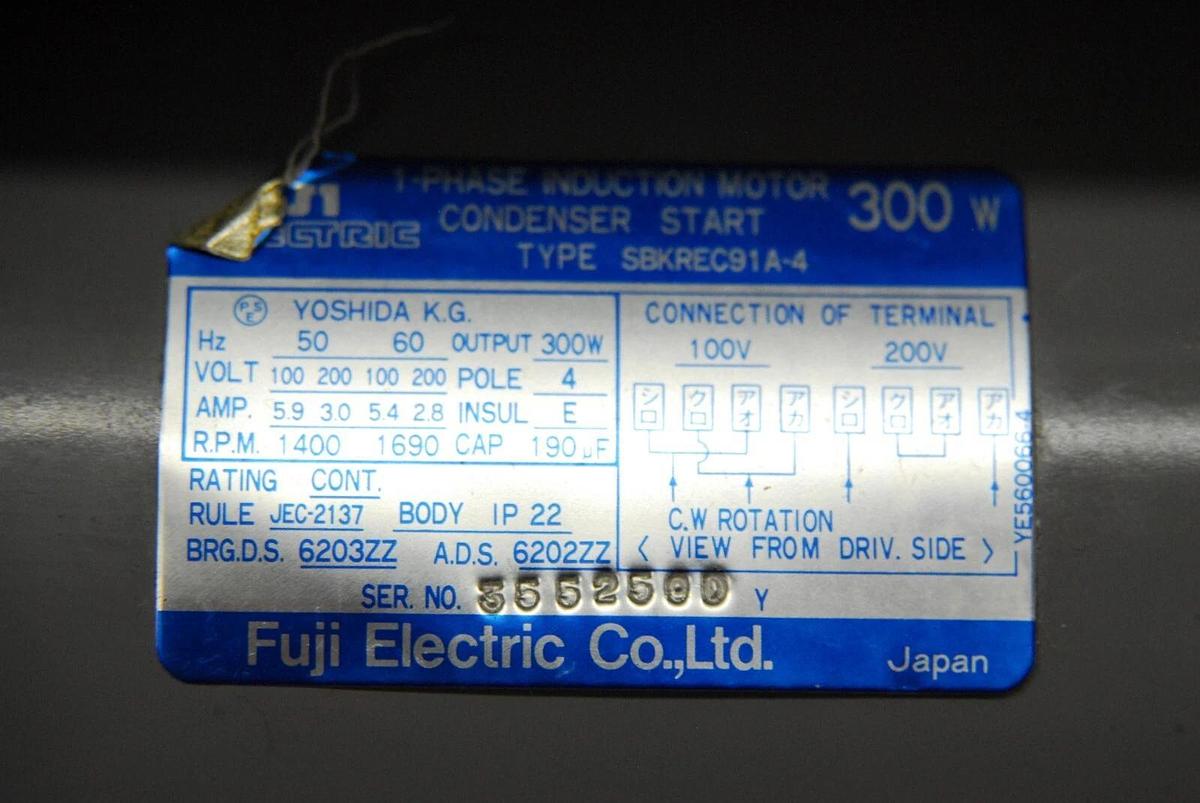 1-PHASE INDUCTION MOTOR 300 W
ECTRIC CONDENSER START
TYPE SBKREC91A-4
PSE YOSHIDA K.G.
Hz 50 60 OUTPUT 300W
VOLT 100 200 100 200 POLE 4
AMP. 5.9 3.0 5.4 2.8 INSUL E
R.P.M. 1400 1690 CAP 190μF
RATING CONT.
RULE JEC-2137 BODY IP 22
BRG.D.S. 6203ZZ A.D.S. 6202ZZ
CONNECTION OF TERMINAL
100V 200V
シロ クロ アオ アカ シロ クロ アオ アカ
C.W ROTATION
< VIEW FROM DRIV. SIDE >
YE560066-4
SER. NO. 3552500 Y
Fuji Electric Co.,Ltd. Japan